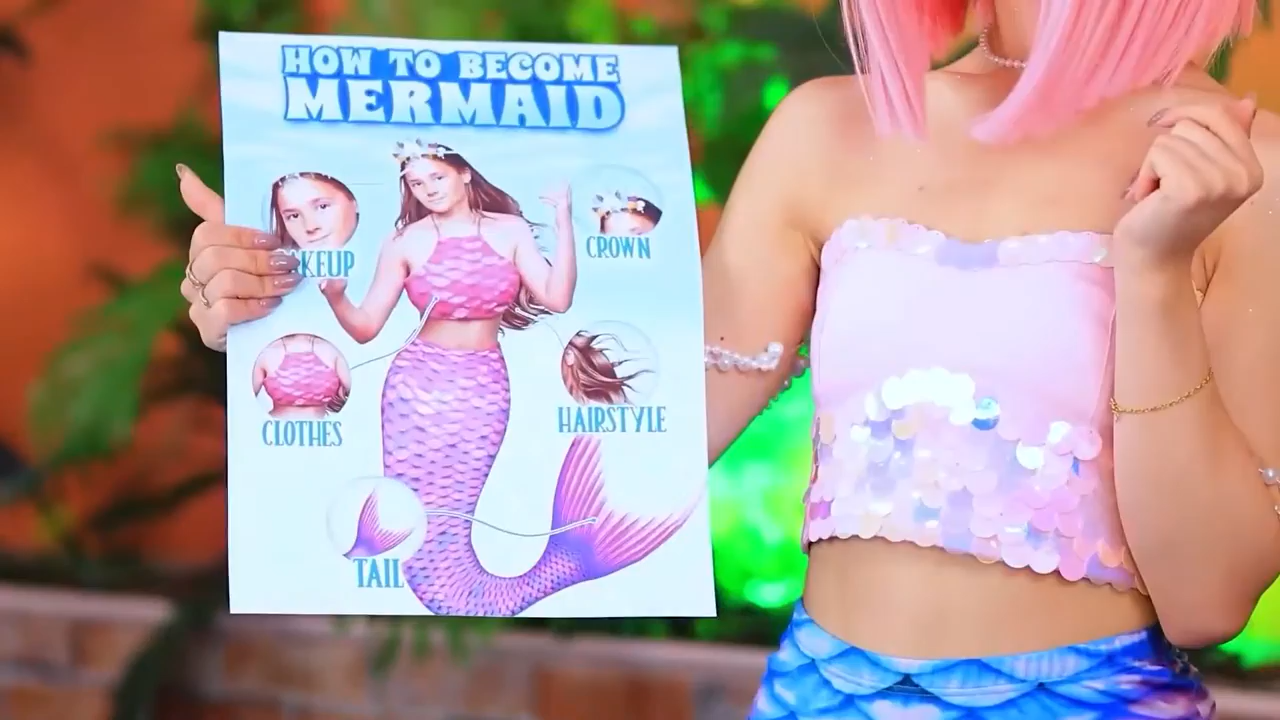 HOW TO BECOME
MERMAID
KEUP
CROWN
CLOTHES
HAIRSTYLE
TAIL